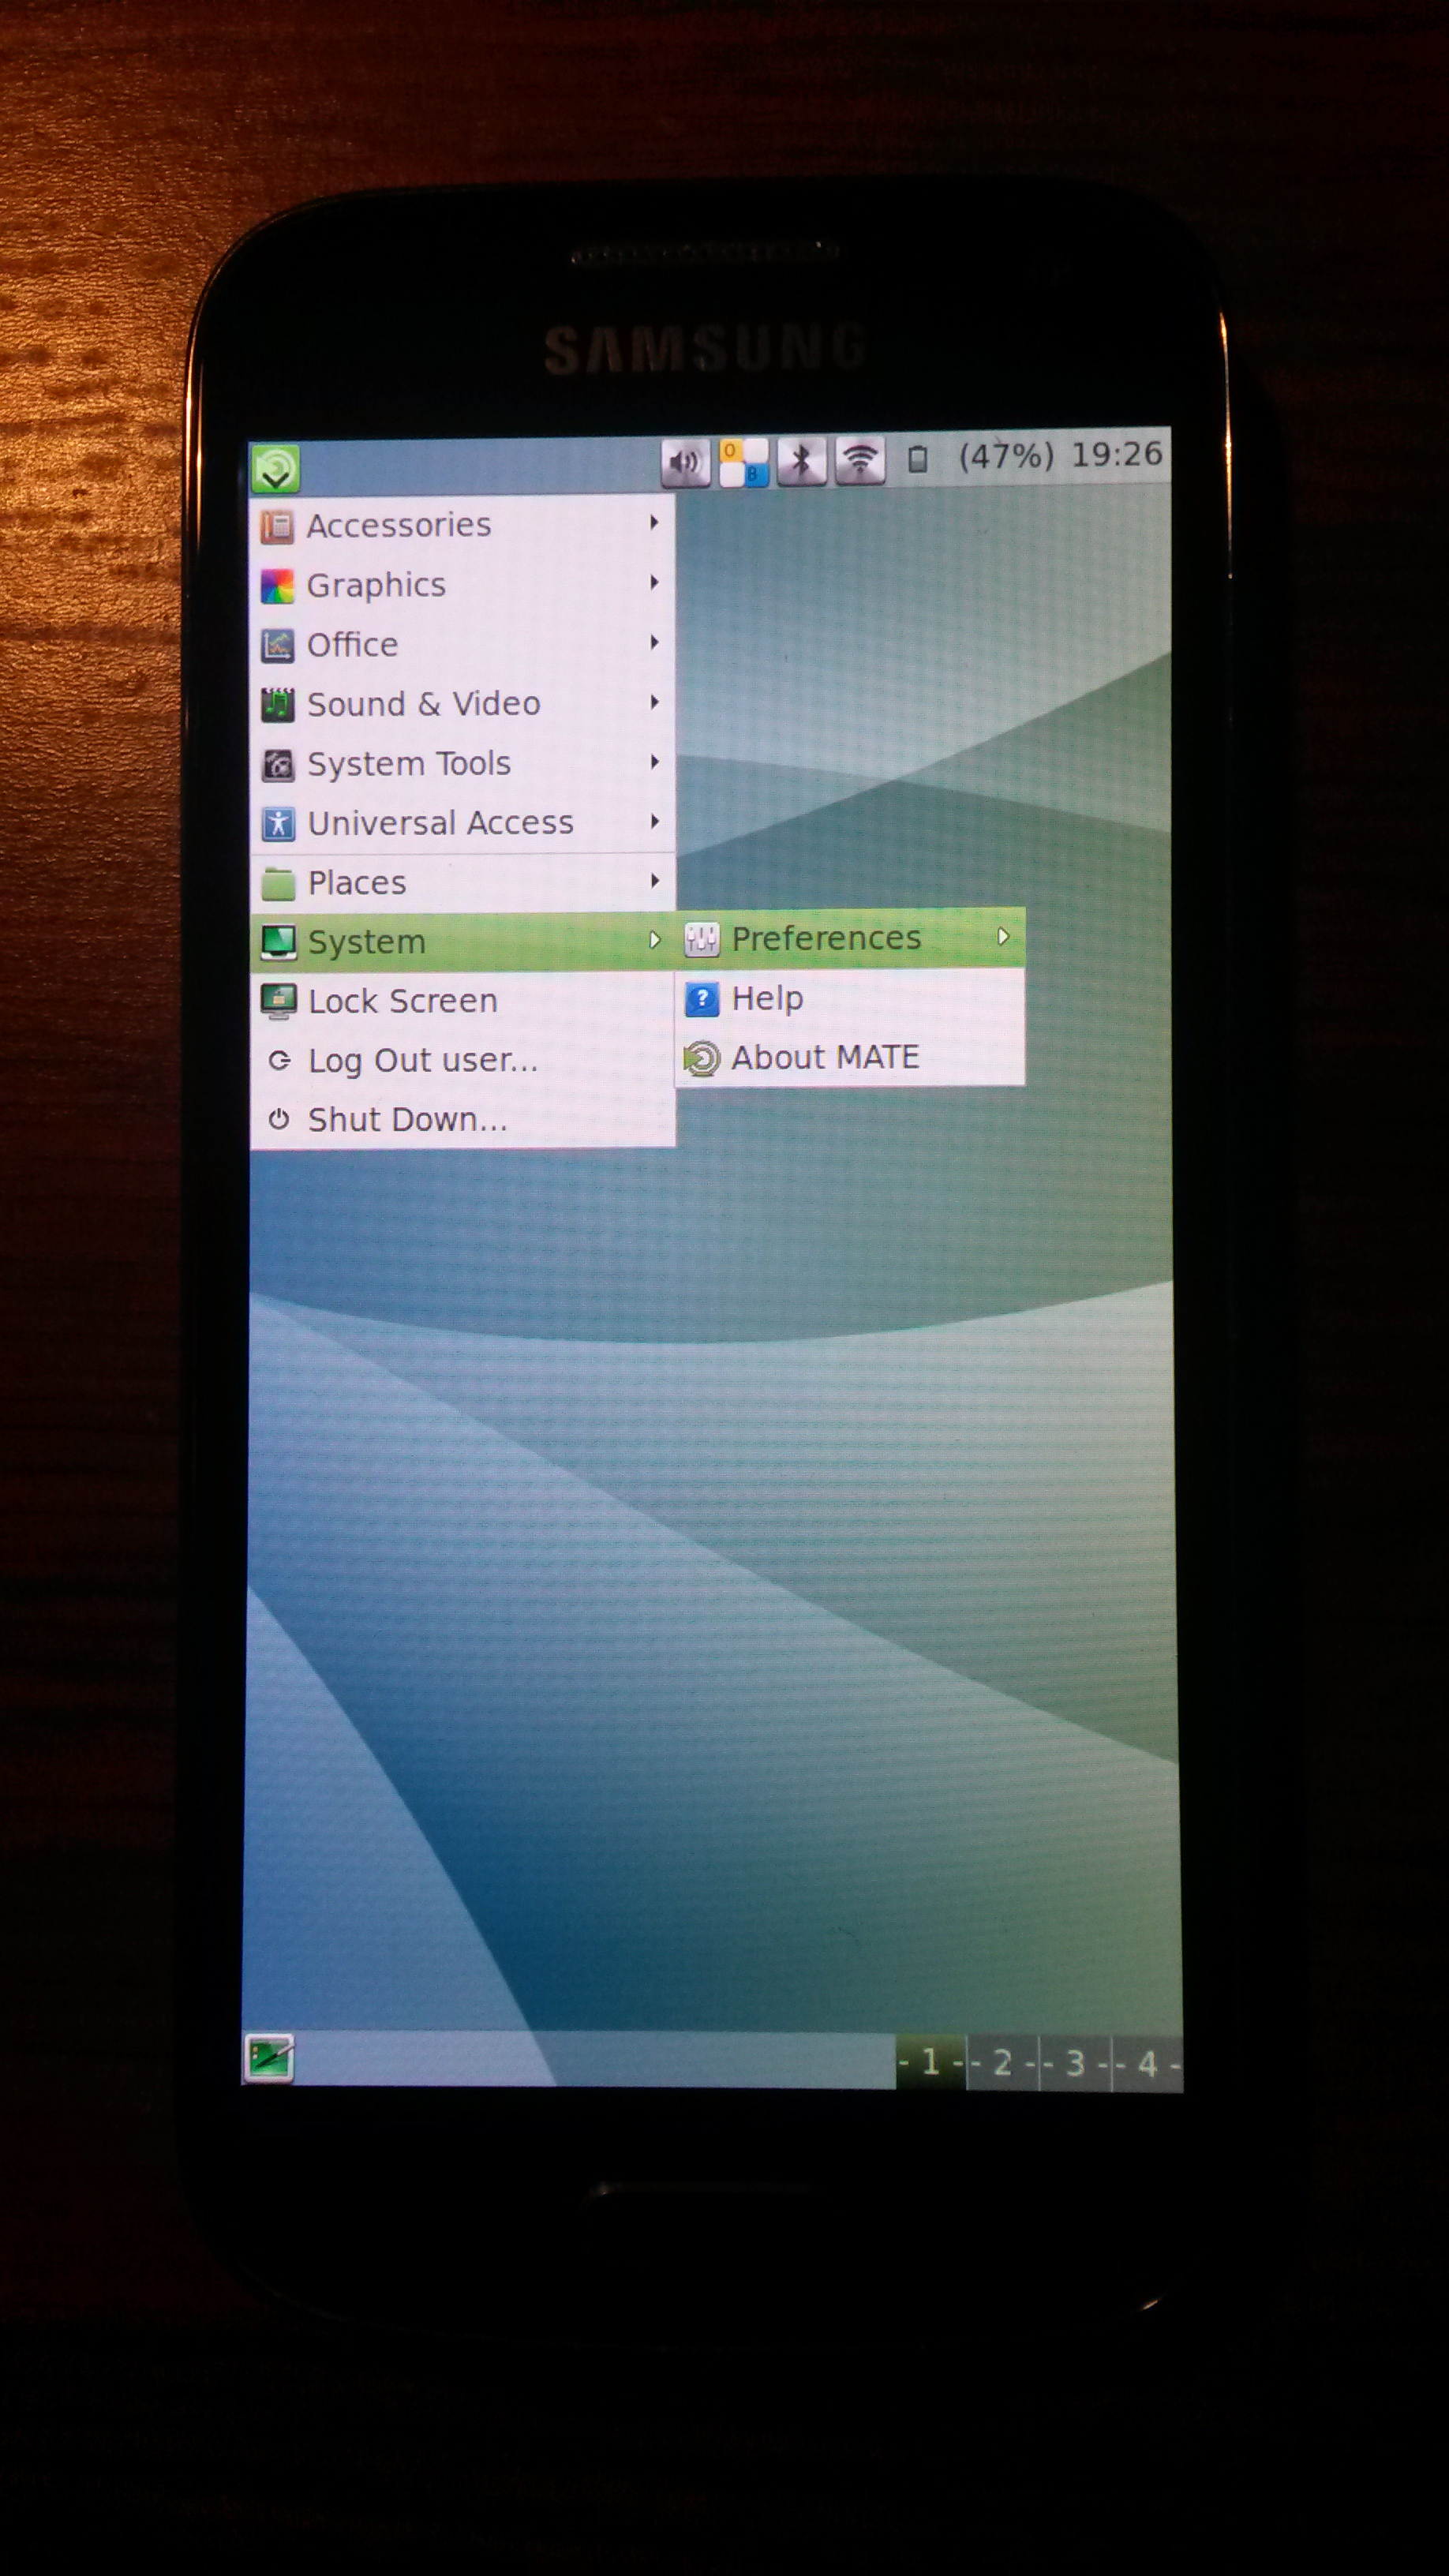 SAMSUNG
O B (47%) 19:26
Accessories
Graphics
Office
Sound & Video
System Tools
Universal Access
Places
System
Preferences
Lock Screen
Help
Log Out user...
About MATE
Shut Down...
- 1 - - 2 - - 3 - - 4 -